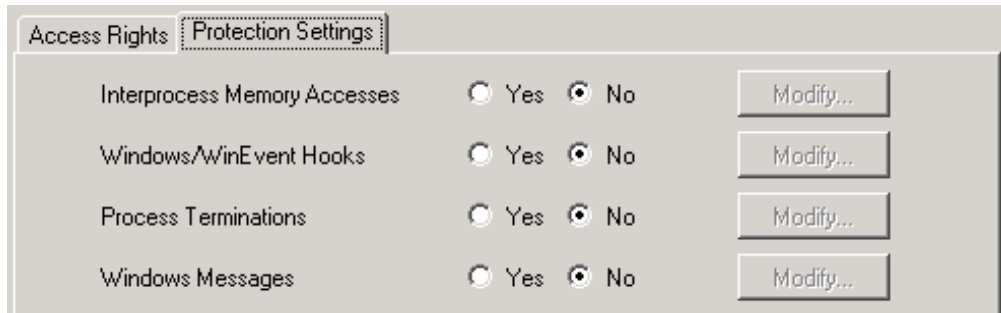 Access Rights Protection Settings
Interprocess Memory Accesses Yes No Modify...
Windows/WinEvent Hooks Yes No Modify...
Process Terminations Yes No Modify...
Windows Messages Yes No Modify...